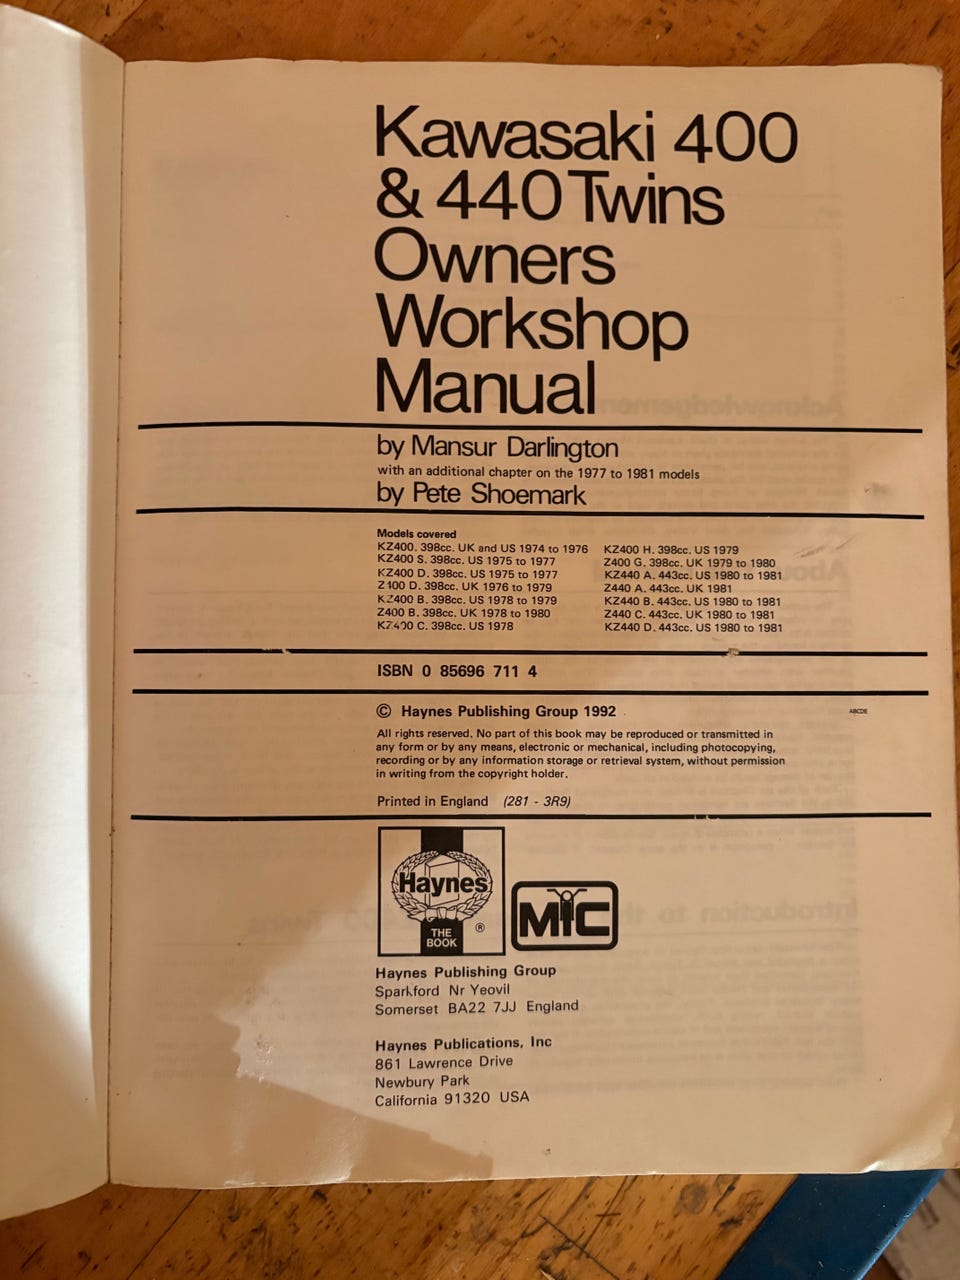 Kawasaki 400
& 440 Twins
Owners
Workshop
Manual
by Mansur Darlington
with an additional chapter on the 1977 to 1981 models
by Pete Shoemark
Models covered
KZ400. 398cc. UK and US 1974 to 1976
KZ400 S. 398cc. US 1975 to 1977
KZ400 D. 398cc. US 1975 to 1977
Z400 D. 398cc. UK 1976 to 1979
KZ400 B. 398cc. US 1978 to 1979
Z400 B. 398cc. UK 1978 to 1980
KZ400 C. 398cc. US 1978
KZ400 H. 398cc. US 1979
Z400 G. 398cc. UK 1979 to 1980
KZ440 A. 443cc. US 1980 to 1981
Z440 A. 443cc. UK 1981
KZ440 B. 443cc. US 1980 to 1981
Z440 C. 443cc. UK 1980 to 1981
KZ440 D. 443cc. US 1980 to 1981
ISBN 0 85696 711 4
© Haynes Publishing Group 1992
ABCDE
All rights reserved. No part of this book may be reproduced or transmitted in
any form or by any means, electronic or mechanical, including photocopying,
recording or by any information storage or retrieval system, without permission
in writing from the copyright holder.
Printed in England (281 - 3R9)
Haynes
THE
BOOK
®
MIC
Haynes Publishing Group
Sparkford Nr Yeovil
Somerset BA22 7JJ England
Haynes Publications, Inc
861 Lawrence Drive
Newbury Park
California 91320 USA